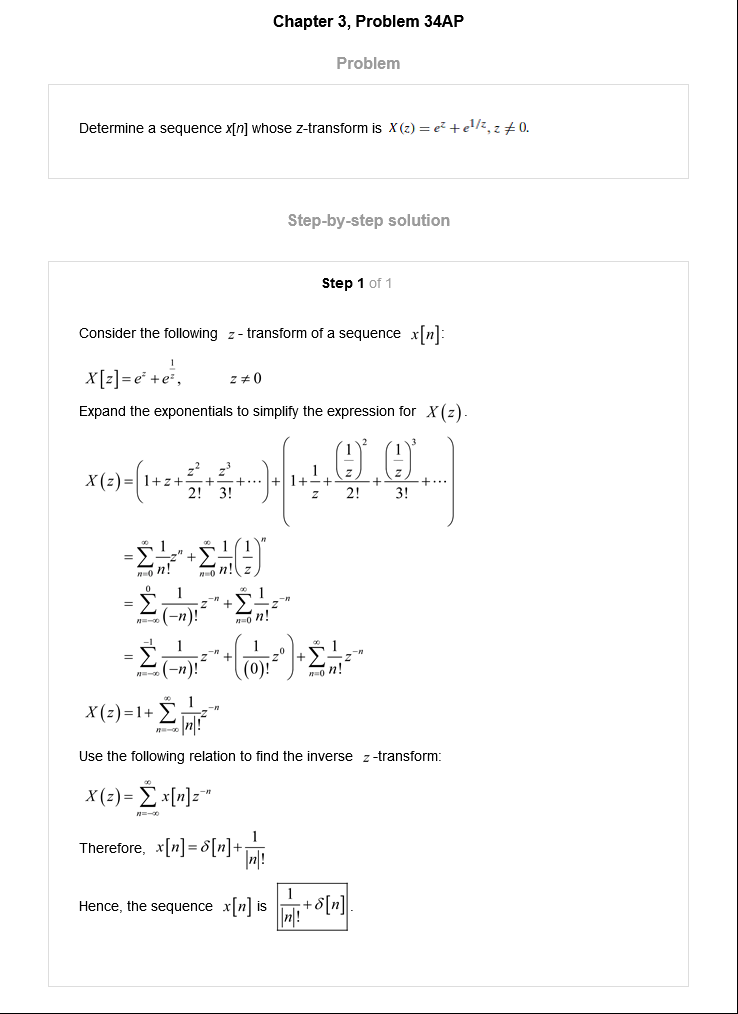 Chapter 3, Problem 34AP
Problem
Determine a sequence x[n] whose z-transform is X(z) = e^z + e^{1/z}, z ≠ 0.
Step-by-step solution
Step 1 of 1
Consider the following z - transform of a sequence x[n]:
X[z] = e^z + e^{\frac{1}{z}}, z ≠ 0
Expand the exponentials to simplify the expression for X(z).
X(z) = \left(1+z+\frac{z^2}{2!}+\frac{z^3}{3!}+\cdots\right)+\left(1+\frac{1}{z}+\frac{\left(\frac{1}{z}\right)^2}{2!}+\frac{\left(\frac{1}{z}\right)^3}{3!}+\cdots\right)
= \sum_{n=0}^{\infty}\frac{1}{n!}z^n+\sum_{n=0}^{\infty}\frac{1}{n!}\left(\frac{1}{z}\right)^n
= \sum_{n=-\infty}^{0}\frac{1}{(-n)!}z^{-n}+\sum_{n=0}^{\infty}\frac{1}{n!}z^{-n}
= \sum_{n=-\infty}^{-1}\frac{1}{(-n)!}z^{-n}+\left(\frac{1}{(0)!}z^0\right)+\sum_{n=0}^{\infty}\frac{1}{n!}z^{-n}
X(z) = 1+\sum_{n=-\infty}^{\infty}\frac{1}{|n|!}z^{-n}
Use the following relation to find the inverse z -transform:
X(z) = \sum_{n=-\infty}^{\infty}x[n]z^{-n}
Therefore, x[n] = δ[n]+\frac{1}{|n|!}
Hence, the sequence x[n] is \frac{1}{|n|!}+δ[n].